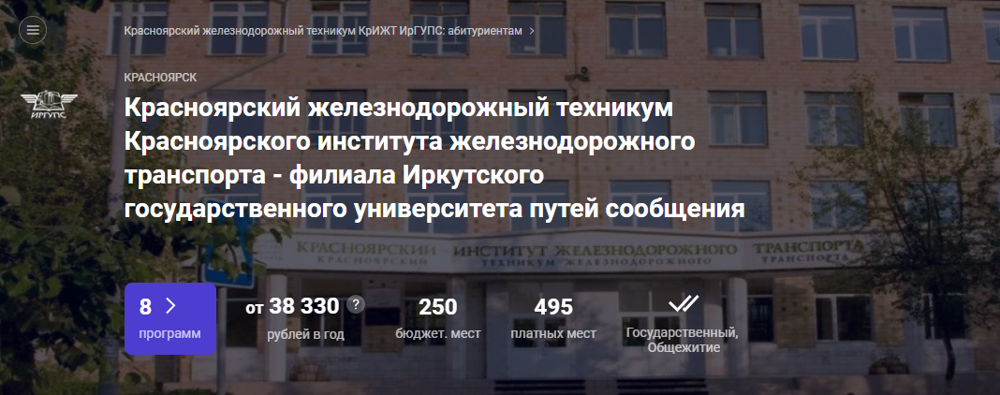 Красноярский железнодорожный техникум КрИЖТ ИрГУПС: абитуриентам
КРАСНОЯРСК
ИРГУПС
Красноярский железнодорожный техникум
Красноярского института железнодорожного
транспорта - филиала Иркутского
государственного университета путей сообщения
КРАСНОЯРСКИЙ ИНСТИТУТ ЖЕЛЕЗНОДОРОЖНОГО ТРАНСПОРТА
КРАСНОЯРСКИЙ ТЕХНИКУМ ЖЕЛЕЗНОДОРОЖНОГО ТРАНСПОРТА
8
программ
от 38 330 ?
рублей в год
250
бюджет. мест
495
платных мест
Государственный,
Общежитие